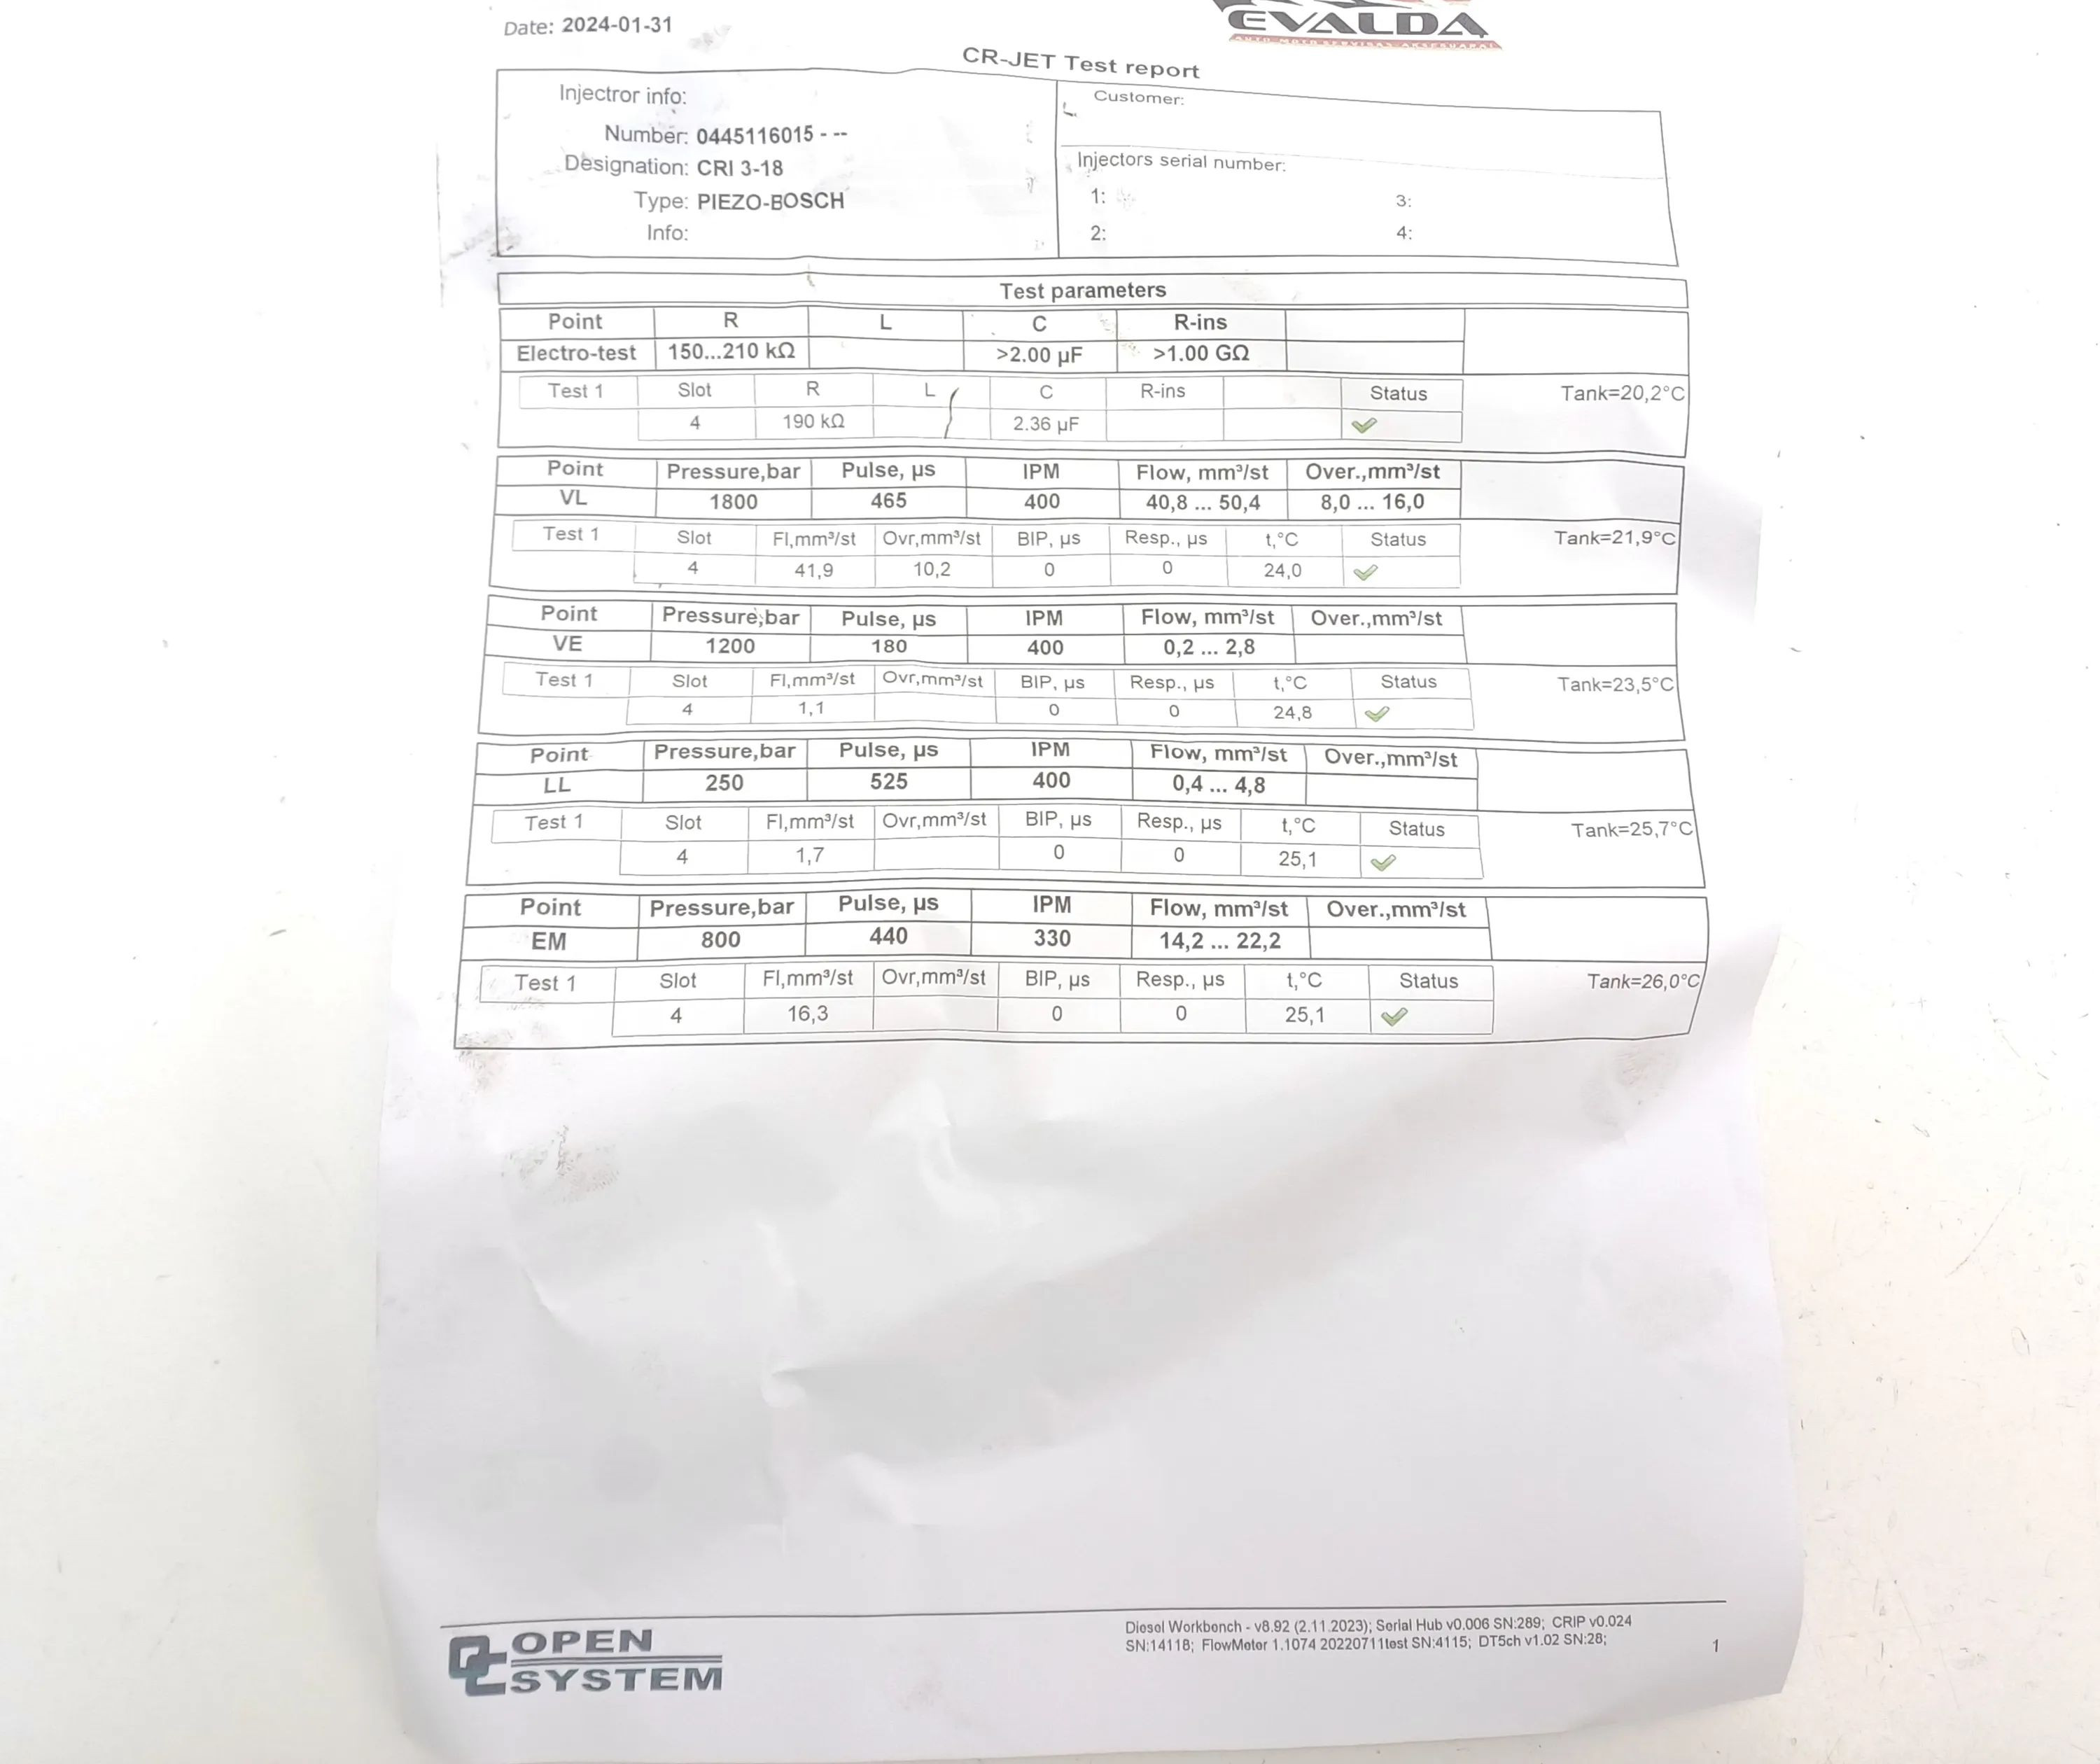 Date: 2024-01-31
EVALDA
AUTO MOTO SERVISAS AKSESUARAI
CR-JET Test report
Injectror info:
Number: 0445116015 - --
Designation: CRI 3-18
Type: PIEZO-BOSCH
Info:
Customer:
Injectors serial number:
1: 3:
2: 4:
Test parameters
Point R L C R-ins
Electro-test 150...210 kΩ >2.00 µF >1.00 GΩ
Test 1 Slot R L C R-ins Status Tank=20,2°C
4 190 kΩ 2.36 µF
Point Pressure,bar Pulse, µs IPM Flow, mm³/st Over.,mm³/st
VL 1800 465 400 40,8 ... 50,4 8,0 ... 16,0
Test 1 Slot Fl,mm³/st Ovr,mm³/st BIP, µs Resp., µs t,°C Status Tank=21,9°C
4 41,9 10,2 0 0 24,0
Point Pressure,bar Pulse, µs IPM Flow, mm³/st Over.,mm³/st
VE 1200 180 400 0,2 ... 2,8
Test 1 Slot Fl,mm³/st Ovr,mm³/st BIP, µs Resp., µs t,°C Status Tank=23,5°C
4 1,1 0 0 24,8
Point Pressure,bar Pulse, µs IPM Flow, mm³/st Over.,mm³/st
LL 250 525 400 0,4 ... 4,8
Test 1 Slot Fl,mm³/st Ovr,mm³/st BIP, µs Resp., µs t,°C Status Tank=25,7°C
4 1,7 0 0 25,1
Point Pressure,bar Pulse, µs IPM Flow, mm³/st Over.,mm³/st
EM 800 440 330 14,2 ... 22,2
Test 1 Slot Fl,mm³/st Ovr,mm³/st BIP, µs Resp., µs t,°C Status Tank=26,0°C
4 16,3 0 0 25,1
OPEN
SYSTEM
Diesel Workbench - v8.92 (2.11.2023); Serial Hub v0.006 SN:289; CRIP v0.024
SN:14118; FlowMeter 1.1074 20220711test SN:4115; DT5ch v1.02 SN:28;
1